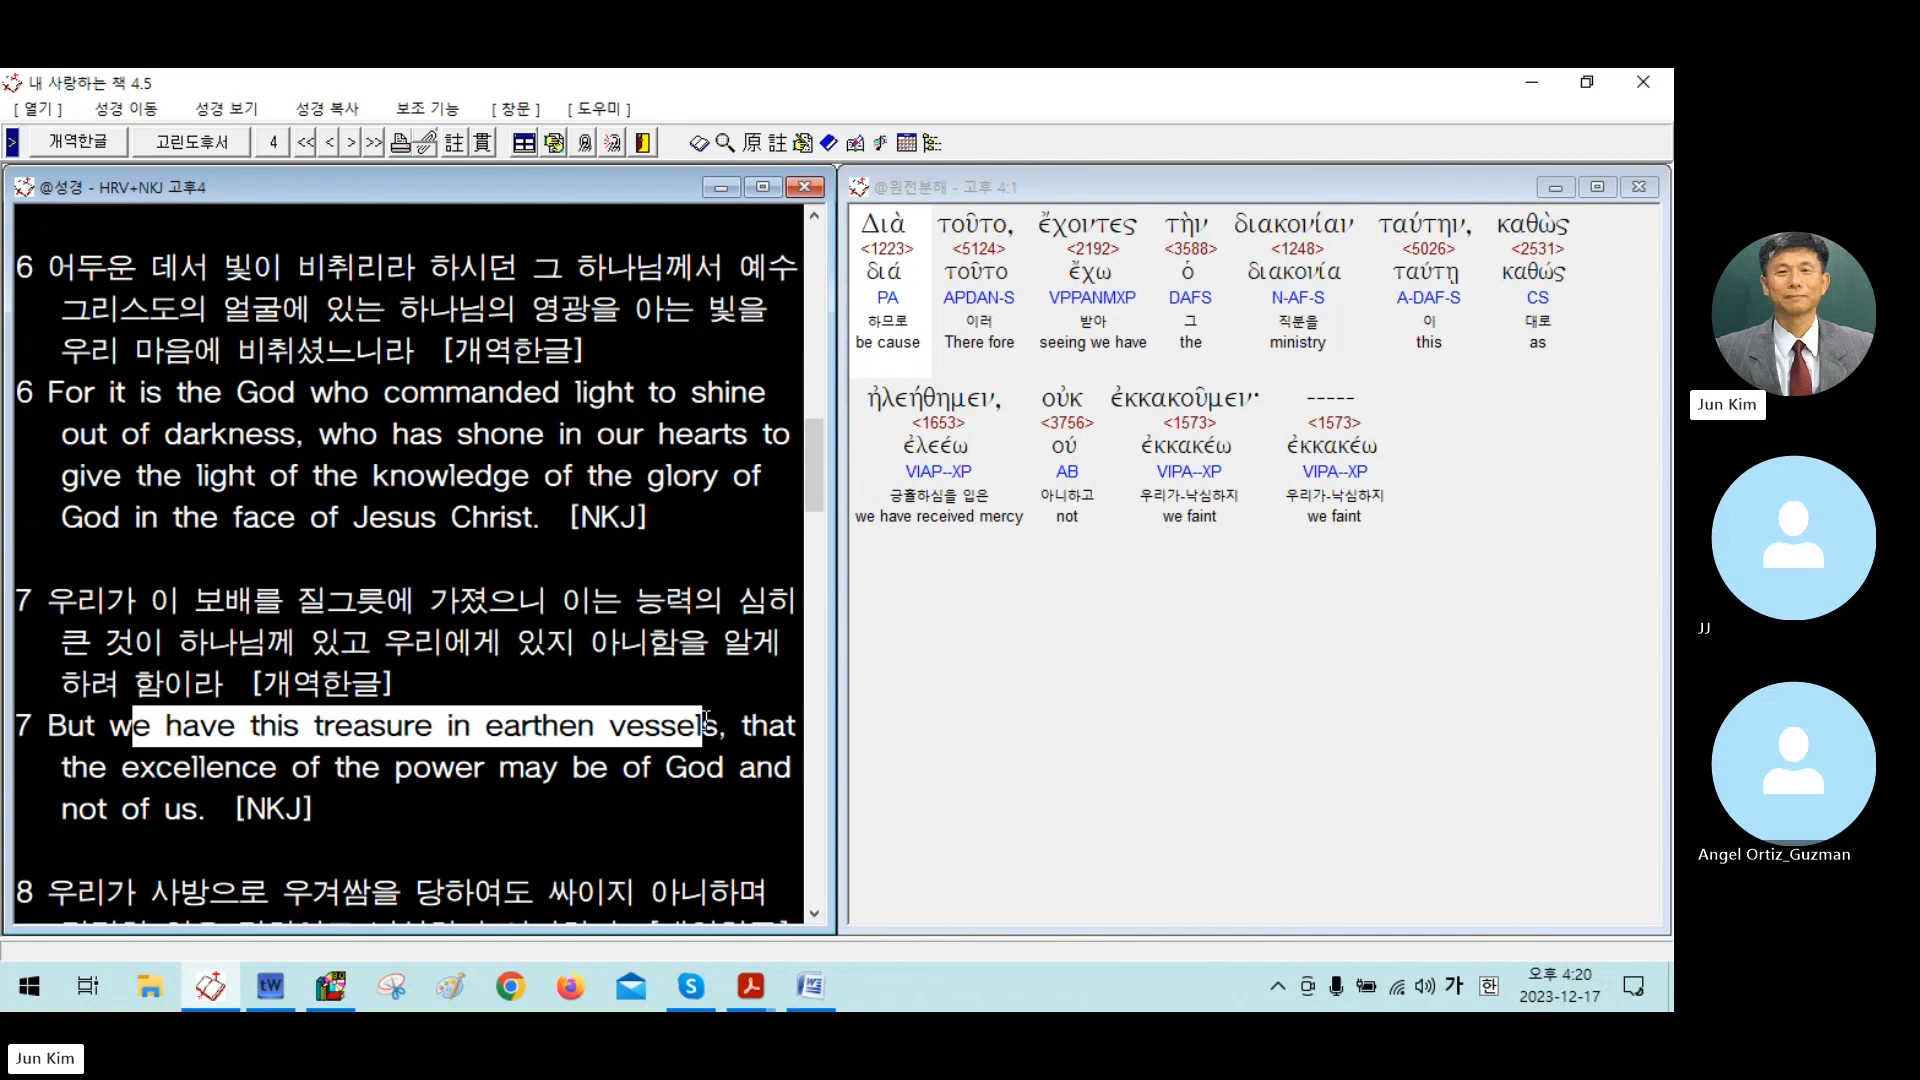 내 사랑하는 책 4.5
[ 열기 ] 성경 이동 성경 보기 성경 복사 보조 기능 [ 창문 ] [ 도우미 ]
> 개역한글 고린도후서 4 << < > >> 註 貫 原 註
@성경 - HRV+NKJ 고후4
6 어두운 데서 빛이 비취리라 하시던 그 하나님께서 예수
그리스도의 얼굴에 있는 하나님의 영광을 아는 빛을
우리 마음에 비취셨느니라 [개역한글]
6 For it is the God who commanded light to shine
out of darkness, who has shone in our hearts to
give the light of the knowledge of the glory of
God in the face of Jesus Christ. [NKJ]
7 우리가 이 보배를 질그릇에 가졌으니 이는 능력의 심히
큰 것이 하나님께 있고 우리에게 있지 아니함을 알게
하려 함이라 [개역한글]
7 But we have this treasure in earthen vessels, that
the excellence of the power may be of God and
not of us. [NKJ]
8 우리가 사방으로 우겨쌈을 당하여도 싸이지 아니하며
@원전분해 - 고후 4:1
Διὰ τοῦτο, ἔχοντες τὴν διακονίαν ταύτην, καθὼς
<1223> <5124> <2192> <3588> <1248> <5026> <2531>
διά τοῦτο ἔχω ὁ διακονία ταύτῃ καθώς
PA APDAN-S VPPANMXP DAFS N-AF-S A-DAF-S CS
하므로 이러 받아 그 직분을 이 대로
be cause There fore seeing we have the ministry this as
ἠλεήθημεν, οὐκ ἐκκακοῦμεν· -----
<1653> <3756> <1573> <1573>
ἐλεέω οὐ ἐκκακέω ἐκκακέω
VIAP--XP AB VIPA--XP VIPA--XP
긍휼하심을 입은 아니하고 우리가-낙심하지 우리가-낙심하지
we have received mercy not we faint we faint
Jun Kim
JJ
Angel Ortiz_Guzman
tW
가 한
오후 4:20
2023-12-17
Jun Kim